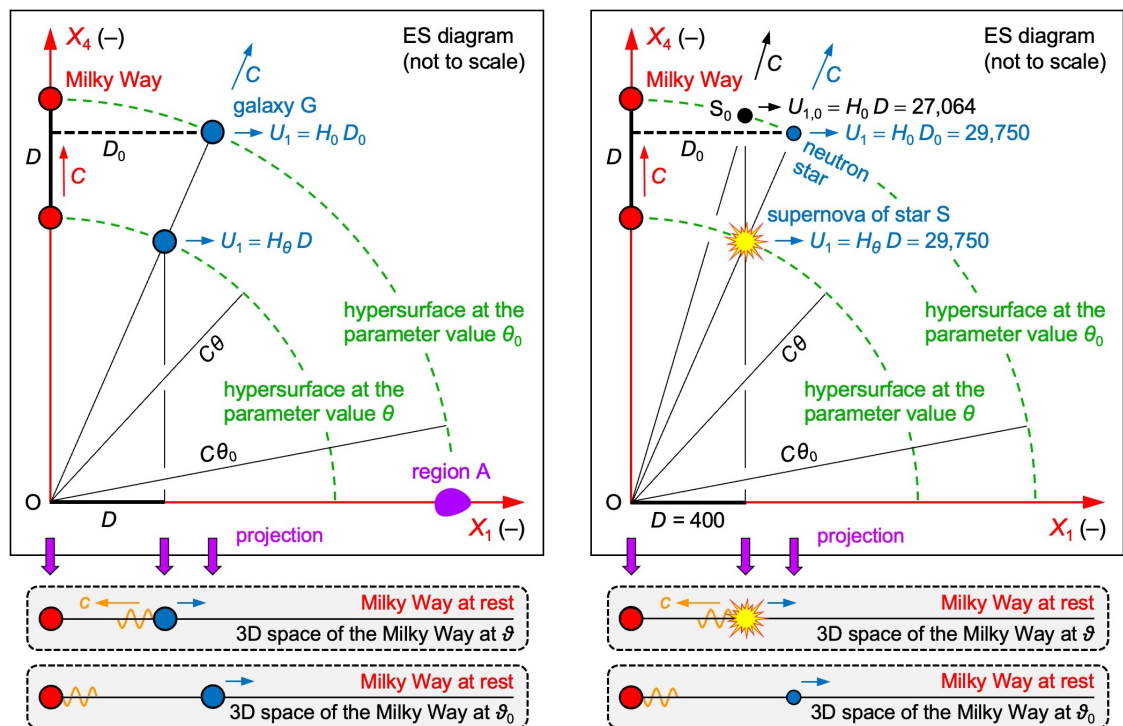 X₄ (–)
ES diagram
(not to scale)
Milky Way
C
galaxy G
U₁ = H₀ D₀
D₀
D
C
U₁ = H_θ D
hypersurface at the
parameter value θ₀
Cθ
hypersurface at the
parameter value θ
Cθ₀
region A
O
D
X₁ (–)
projection
c
Milky Way at rest
3D space of the Milky Way at ϑ
Milky Way at rest
3D space of the Milky Way at ϑ₀
X₄ (–)
ES diagram
(not to scale)
Milky Way
C
C
S₀
U₁,₀ = H₀ D = 27,064
U₁ = H₀ D₀ = 29,750
D₀
D
neutron
star
C
supernova of star S
U₁ = H_θ D = 29,750
hypersurface at the
parameter value θ₀
Cθ
hypersurface at the
parameter value θ
Cθ₀
O
D = 400
X₁ (–)
projection
c
Milky Way at rest
3D space of the Milky Way at ϑ
Milky Way at rest
3D space of the Milky Way at ϑ₀